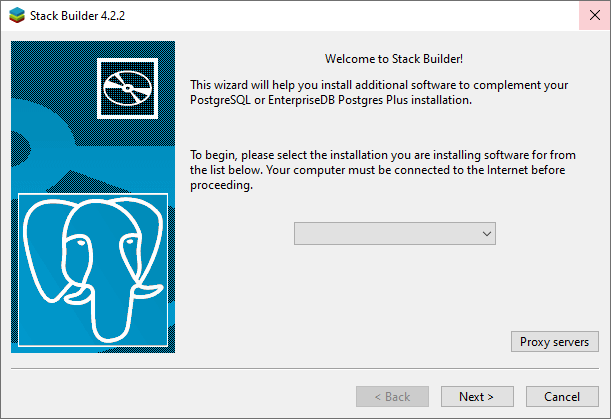 Stack Builder 4.2.2
Welcome to Stack Builder!
This wizard will help you install additional software to complement your
PostgreSQL or EnterpriseDB Postgres Plus installation.
To begin, please select the installation you are installing software for from
the list below. Your computer must be connected to the Internet before
proceeding.
Proxy servers
< Back
Next >
Cancel